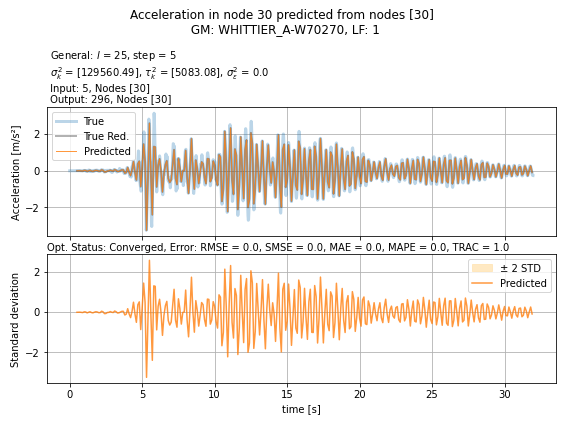 Acceleration in node 30 predicted from nodes [30]
GM: WHITTIER_A-W70270, LF: 1
General: l = 25, step = 5
σ²ₖ = [129560.49], τ²ₖ = [5083.08], σ²ₛ = 0.0
Input: 5, Nodes [30]
Output: 296, Nodes [30]
True
True Red.
Predicted
Acceleration [m/s²]
2
0
−2
Opt. Status: Converged, Error: RMSE = 0.0, SMSE = 0.0, MAE = 0.0, MAPE = 0.0, TRAC = 1.0
± 2 STD
Predicted
Standard deviation
2
0
−2
0 5 10 15 20 25 30
time [s]